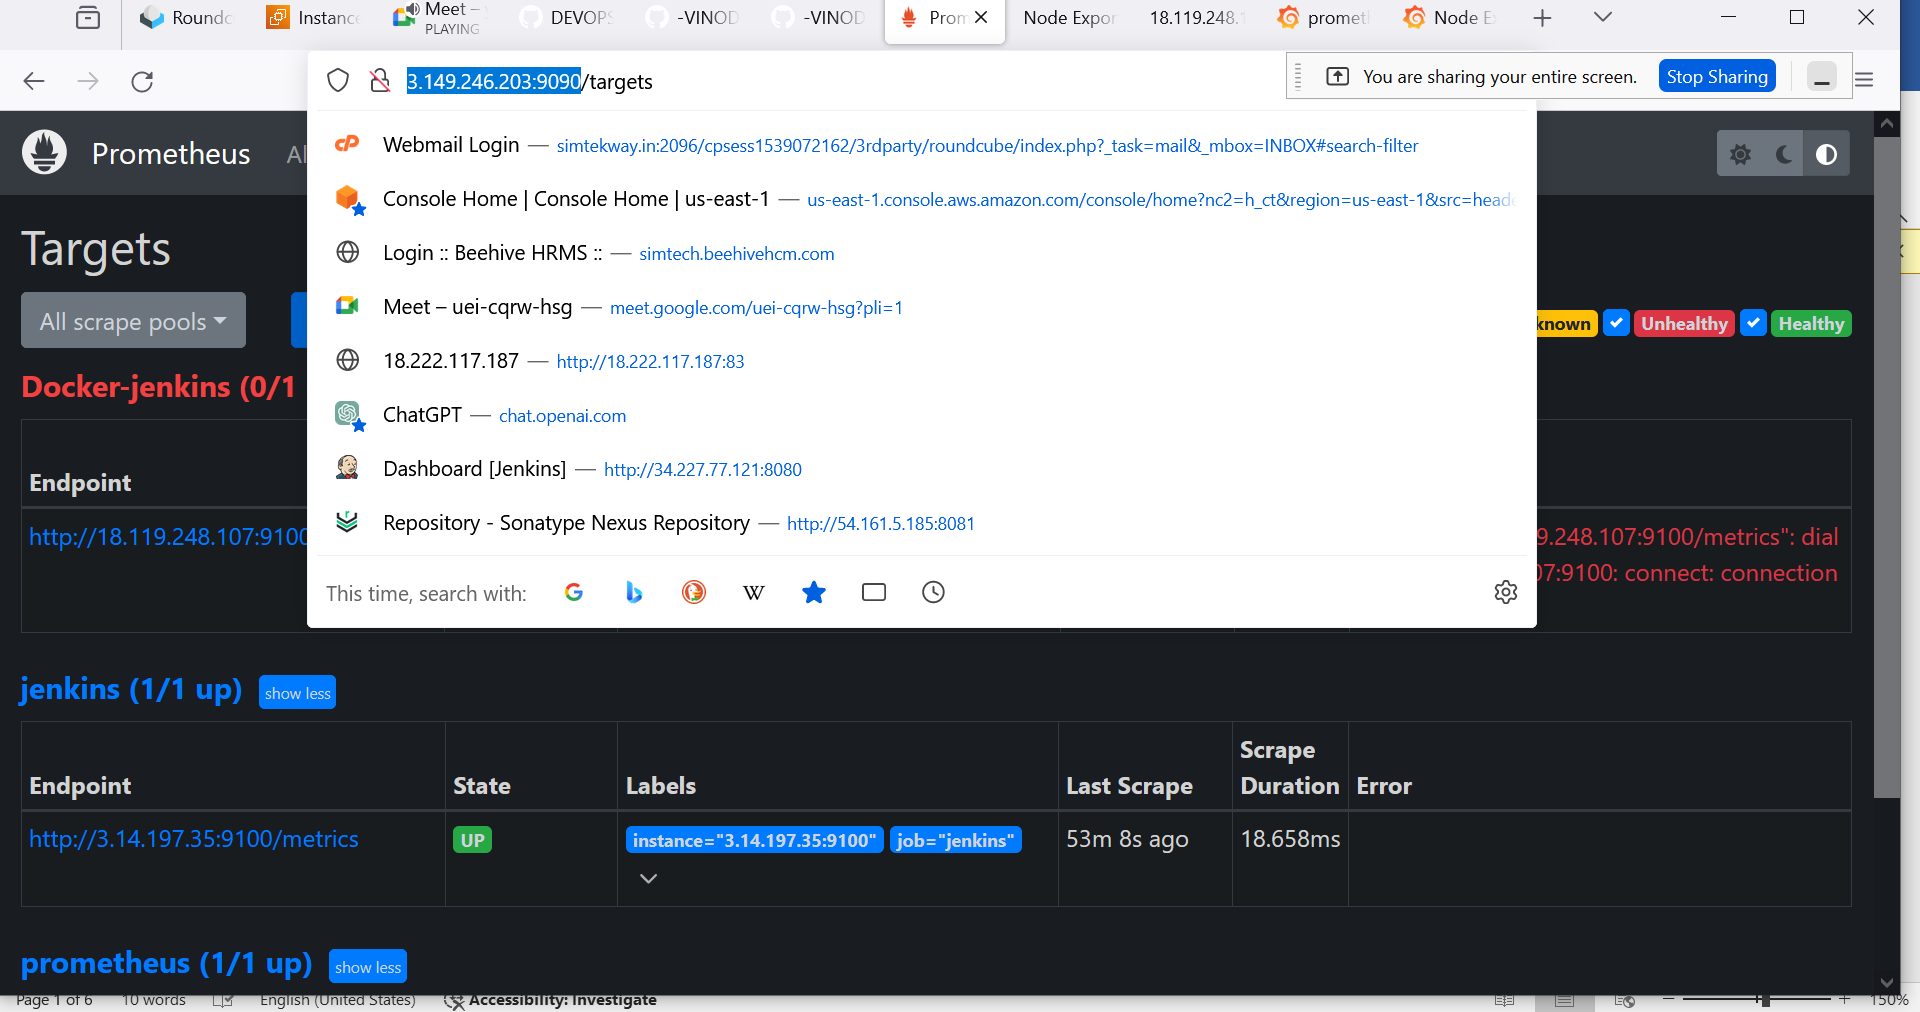 Roundc
Instance
Meet –
PLAYING
DEVOPS
-VINOD
-VINOD
Prom
Node Expor
18.119.248.1
promet
Node E
3.149.246.203:9090/targets
You are sharing your entire screen.
Stop Sharing
Prometheus
Al
Webmail Login — simtekway.in:2096/cpsess1539072162/3rdparty/roundcube/index.php?_task=mail&_mbox=INBOX#search-filter
Console Home | Console Home | us-east-1 — us-east-1.console.aws.amazon.com/console/home?nc2=h_ct&region=us-east-1&src=heade
Login :: Beehive HRMS :: — simtech.beehivehcm.com
Meet – uei-cqrw-hsg — meet.google.com/uei-cqrw-hsg?pli=1
18.222.117.187 — http://18.222.117.187:83
ChatGPT — chat.openai.com
Dashboard [Jenkins] — http://34.227.77.121:8080
Repository - Sonatype Nexus Repository — http://54.161.5.185:8081
This time, search with:
Targets
All scrape pools
known
Unhealthy
Healthy
Docker-jenkins (0/1
Endpoint
http://18.119.248.107:9100
9.248.107:9100/metrics": dial
07:9100: connect: connection
jenkins (1/1 up) show less
Endpoint State Labels Last Scrape Scrape Duration Error
http://3.14.197.35:9100/metrics UP instance="3.14.197.35:9100" job="jenkins" 53m 8s ago 18.658ms
prometheus (1/1 up) show less
Page 1 of 6 10 words English (United States) Accessibility: Investigate 150%